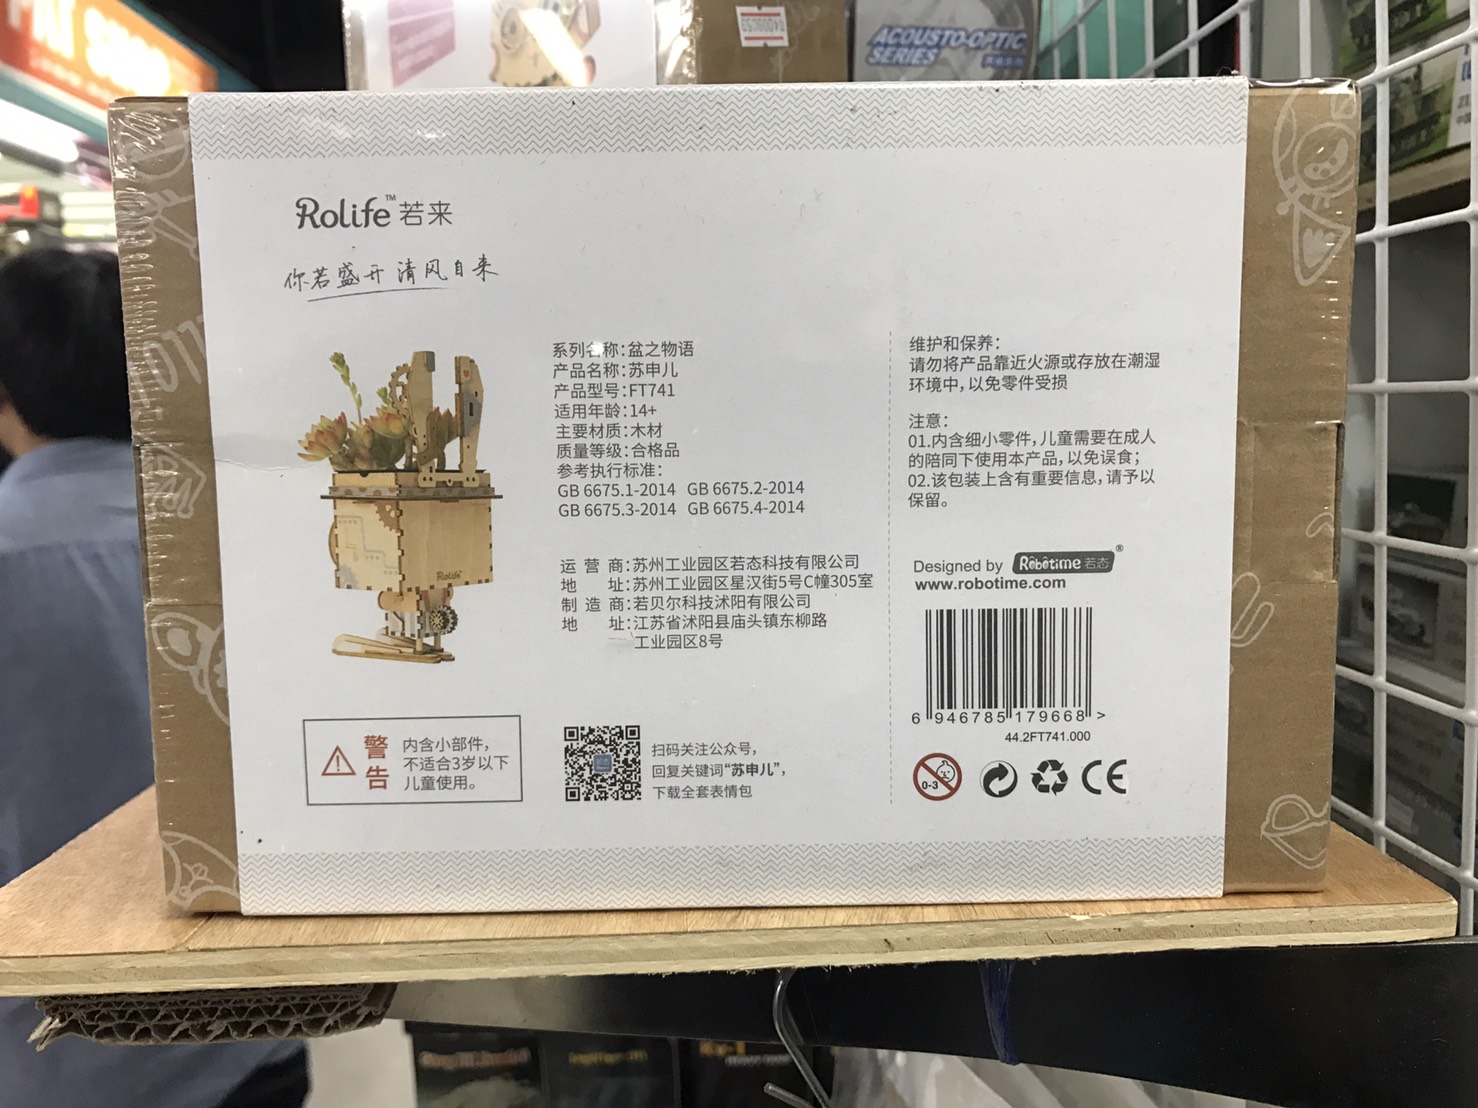 ACOUSTO-OPTIC
SERIES
Rolife™若来
你若盛开 清风自来
系列名称:盆之物语
产品名称:苏申儿
产品型号:FT741
适用年龄:14+
主要材质:木材
质量等级:合格品
参考执行标准:
GB 6675.1-2014 GB 6675.2-2014
GB 6675.3-2014 GB 6675.4-2014
运营商:苏州工业园区若态科技有限公司
地址:苏州工业园区星汉街5号C幢305室
制造商:若贝尔科技沭阳有限公司
地址:江苏省沭阳县庙头镇东柳路
工业园区8号
Rolife
警告
内含小部件,
不适合3岁以下
儿童使用。
扫码关注公众号,
回复关键词“苏申儿”,
下载全套表情包
维护和保养:
请勿将产品靠近火源或存放在潮湿
环境中,以免零件受损
注意:
01.内含细小零件,儿童需要在成人
的陪同下使用本产品,以免误食;
02.该包装上含有重要信息,请予以
保留。
Designed by Robotime 若态®
www.robotime.com
6 946785 179668 >
44.2FT741.000
0-3
CE